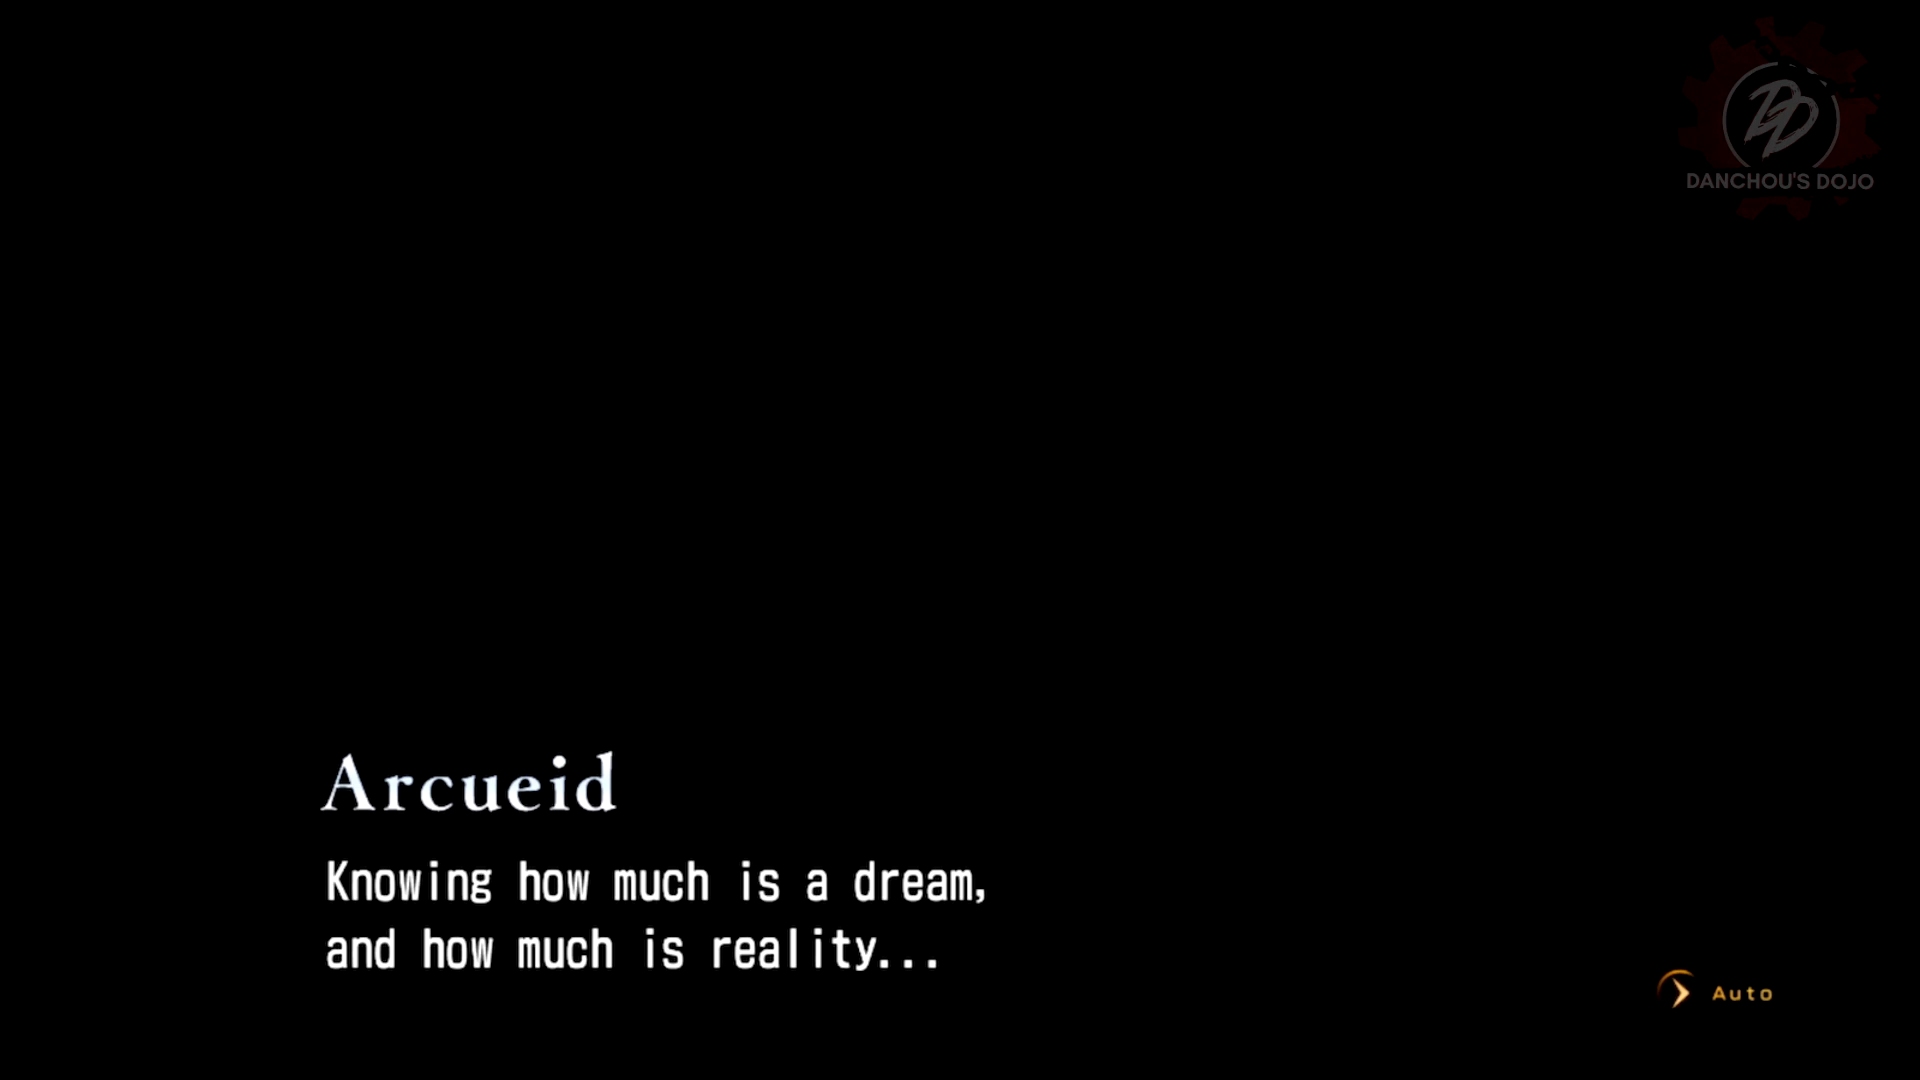 DANCHOU'S DOJO
Arcueid
Knowing how much is a dream,
and how much is reality...
Auto